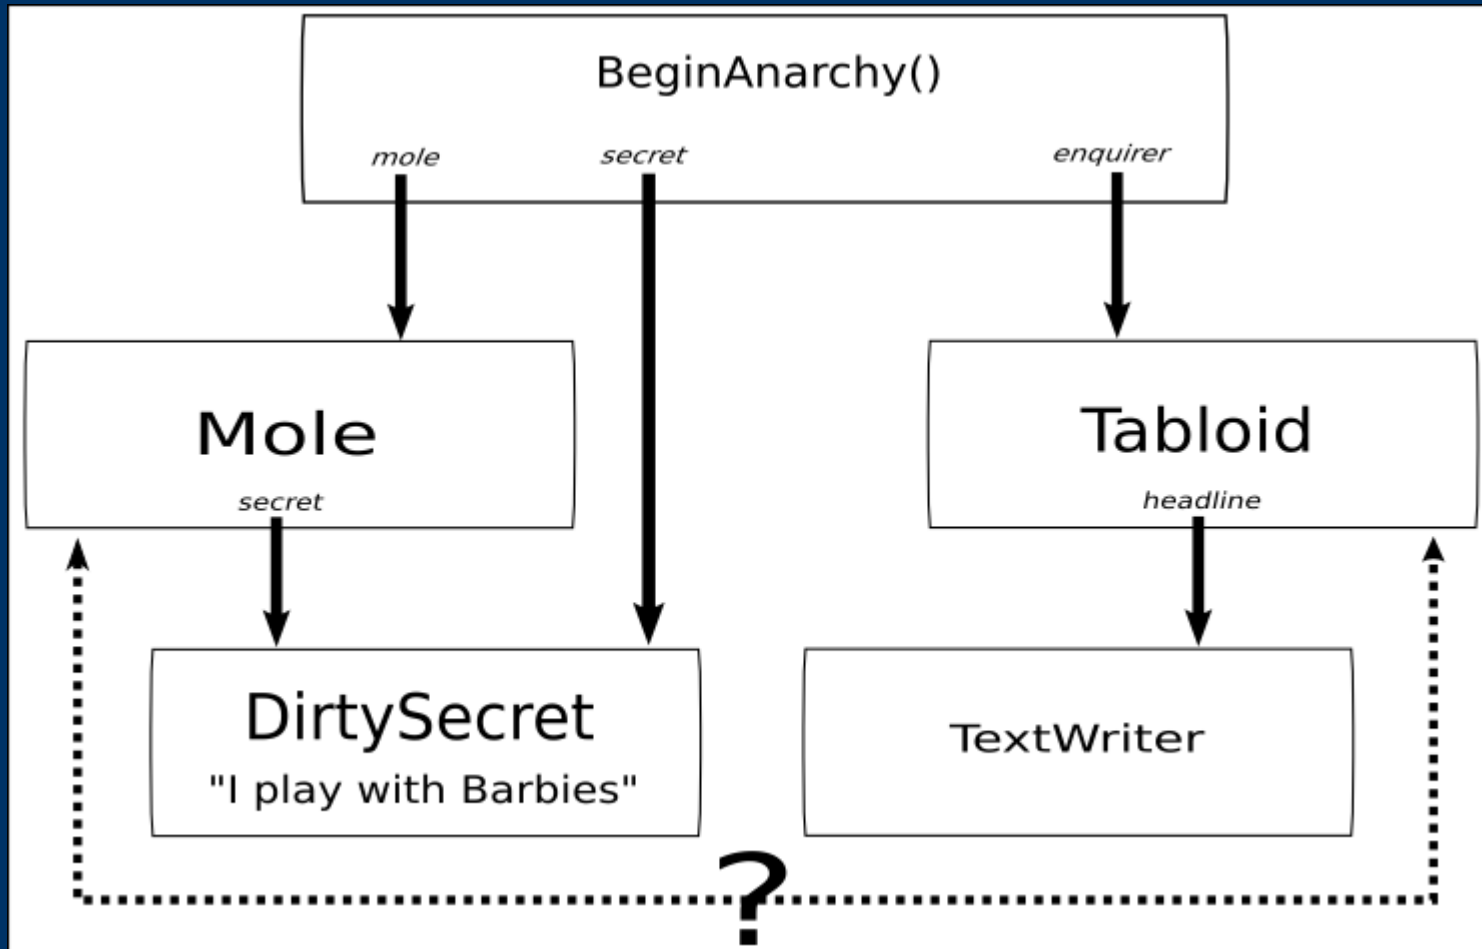 BeginAnarchy()
mole secret enquirer
Mole
secret
Tabloid
headline
DirtySecret
"I play with Barbies"
TextWriter
?